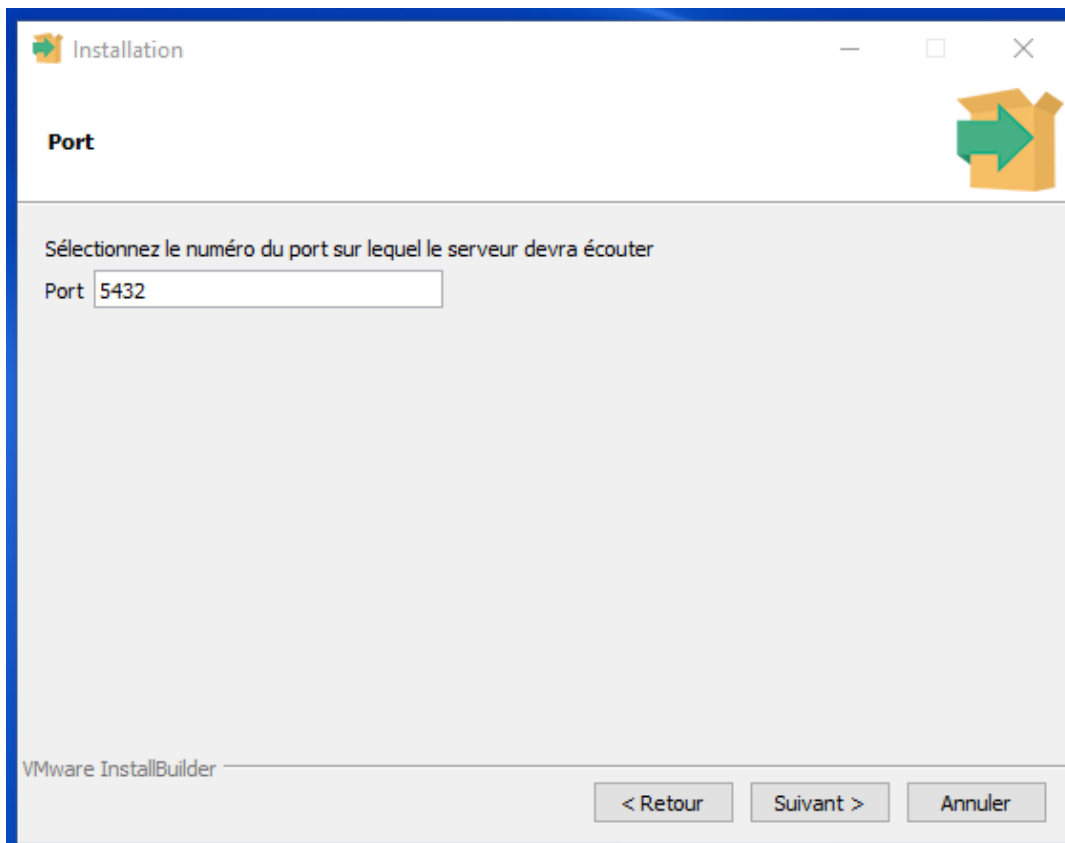 Installation
Port
Sélectionnez le numéro du port sur lequel le serveur devra écouter
Port 5432
VMware InstallBuilder
< Retour Suivant > Annuler